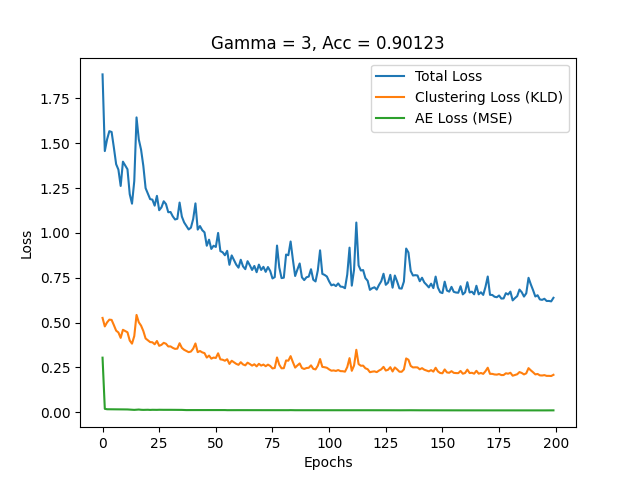 Gamma = 3, Acc = 0.90123
Total Loss
Clustering Loss (KLD)
AE Loss (MSE)
Loss
1.75
1.50
1.25
1.00
0.75
0.50
0.25
0.00
0 25 50 75 100 125 150 175 200
Epochs